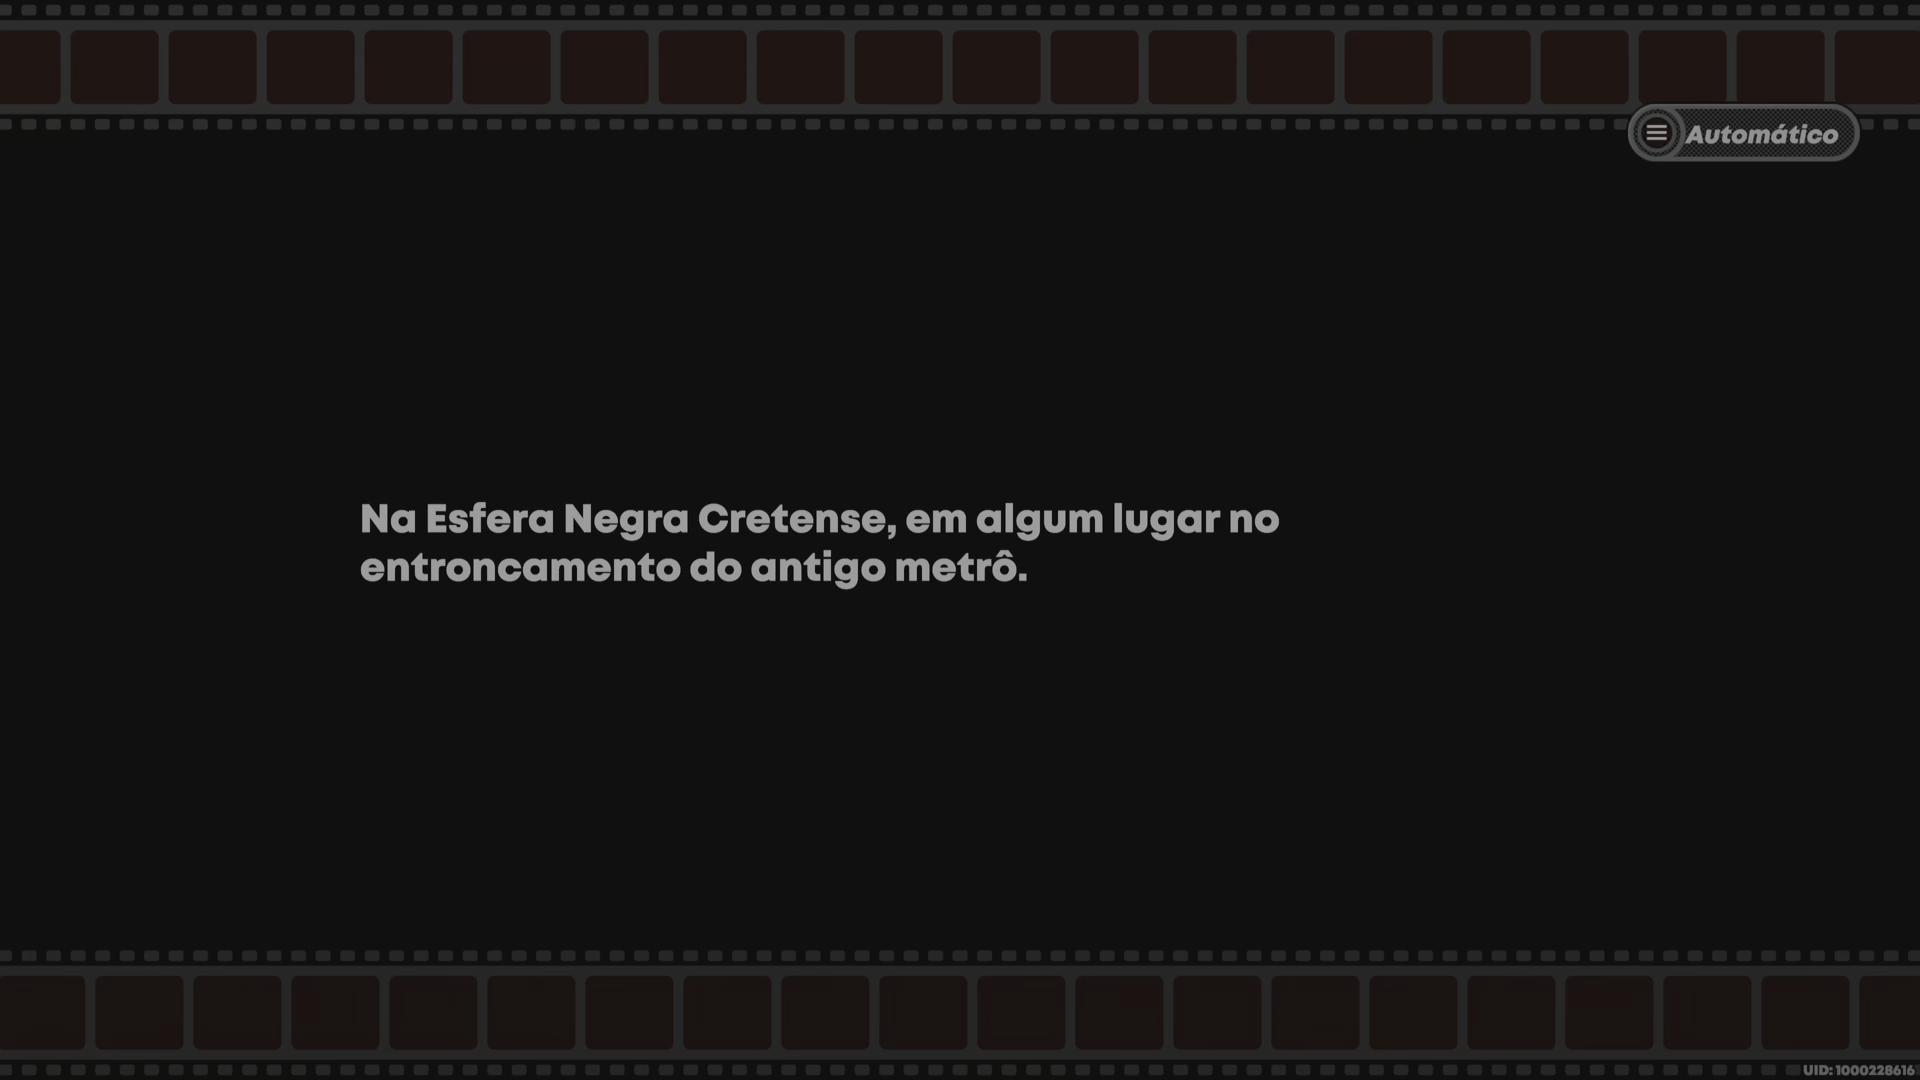 Automático
Na Esfera Negra Cretense, em algum lugar no
entroncamento do antigo metrô.
UID: 1000228616